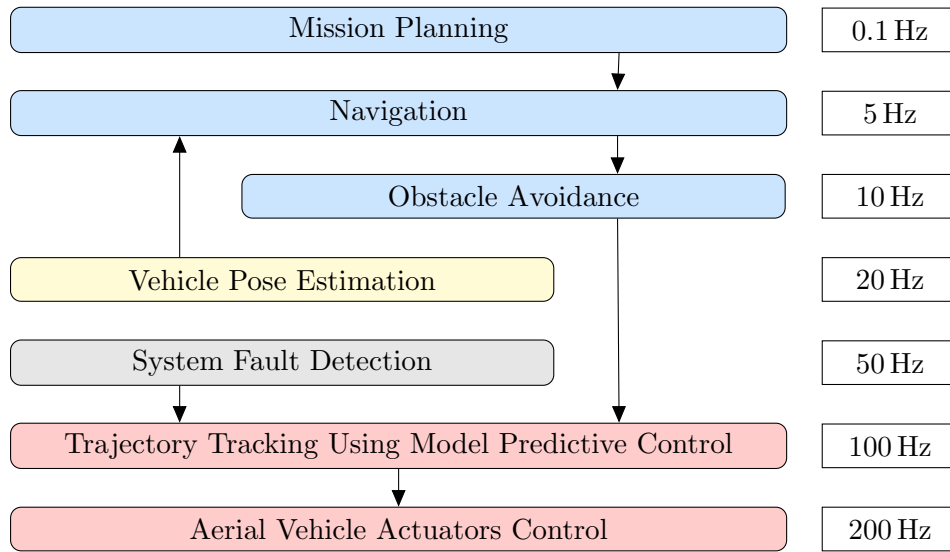 Mission Planning 0.1 Hz
Navigation 5 Hz
Obstacle Avoidance 10 Hz
Vehicle Pose Estimation 20 Hz
System Fault Detection 50 Hz
Trajectory Tracking Using Model Predictive Control 100 Hz
Aerial Vehicle Actuators Control 200 Hz